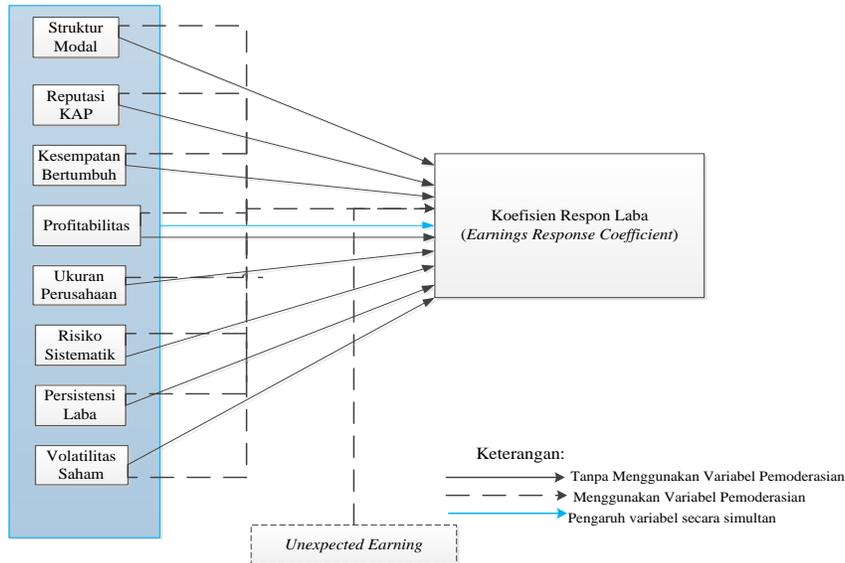 Struktur
Modal
Reputasi
KAP
Kesempatan
Bertumbuh
Profitabilitas
Ukuran
Perusahaan
Risiko
Sistematik
Persistensi
Laba
Volatilitas
Saham
Koefisien Respon Laba
(Earnings Response Coefficient)
Keterangan:
Tanpa Menggunakan Variabel Pemoderasian
Menggunakan Variabel Pemoderasian
Pengaruh variabel secara simultan
Unexpected Earning